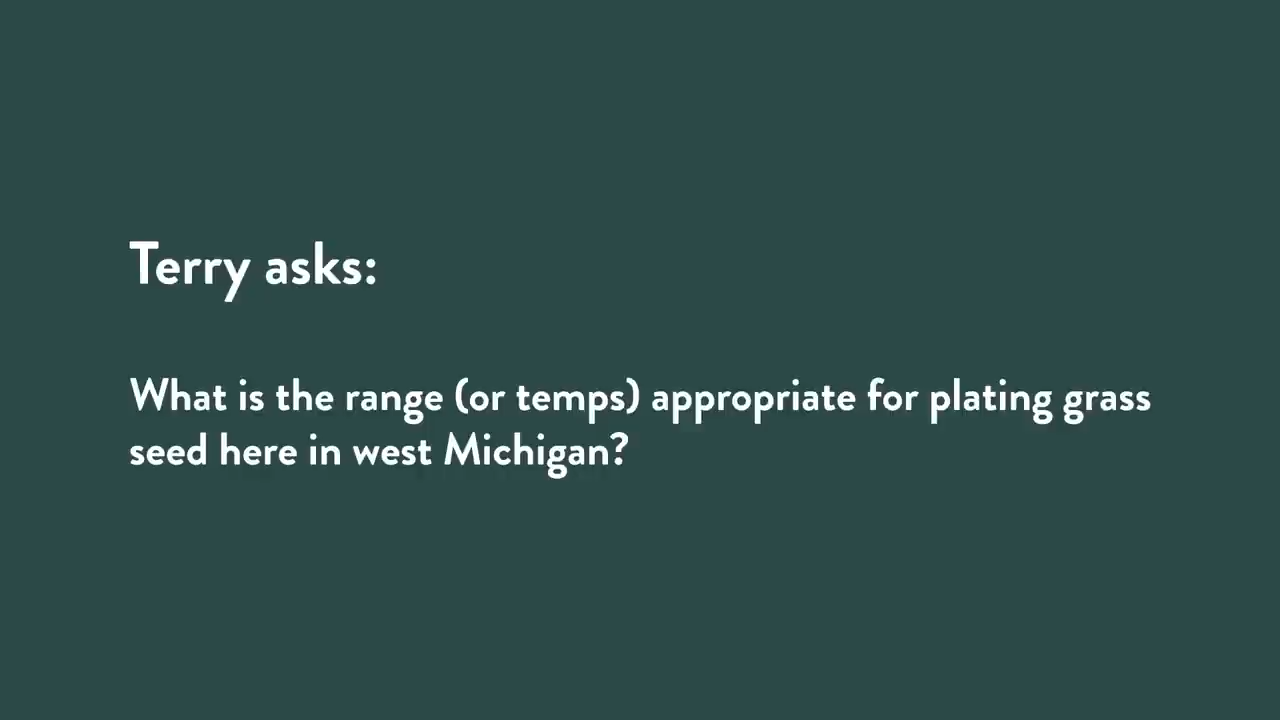 Terry asks:
What is the range (or temps) appropriate for plating grass
seed here in west Michigan?